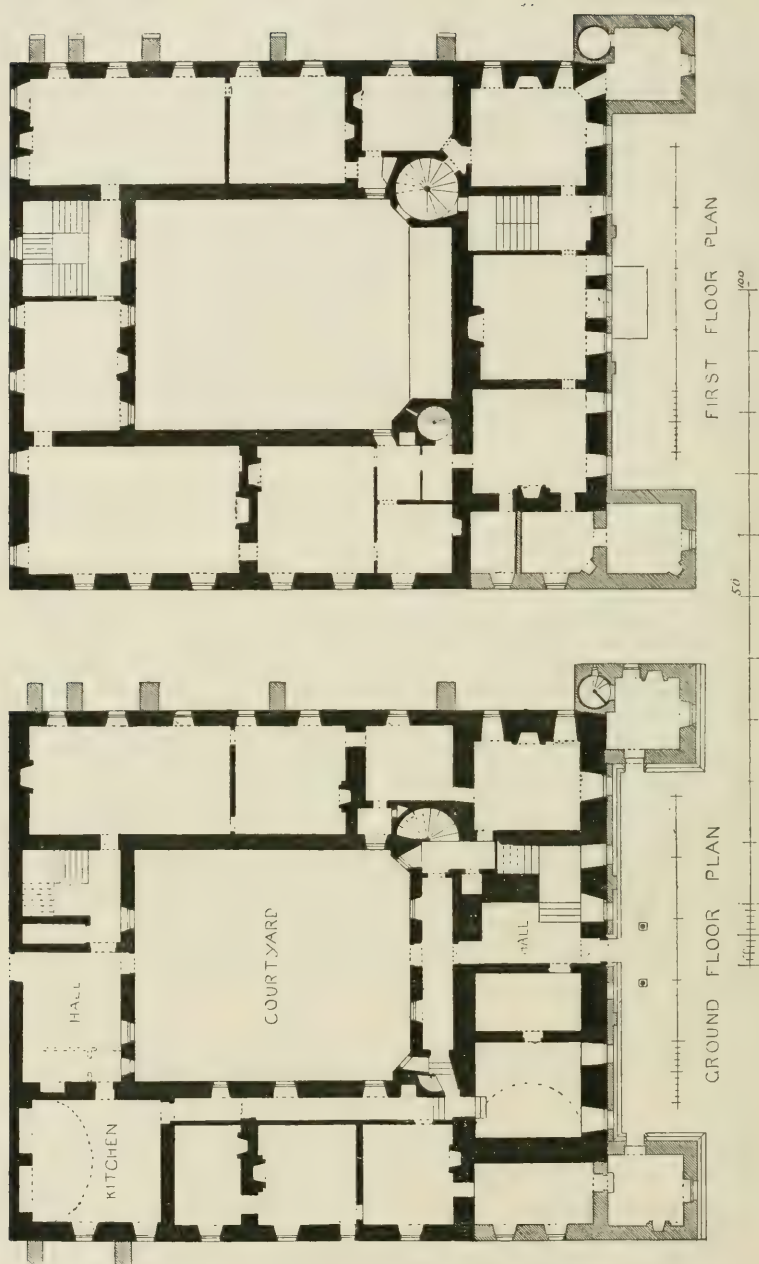 FIRST FLOOR PLAN
100
50
HALL
COURTYARD
KITCHEN
HALL
GROUND FLOOR PLAN